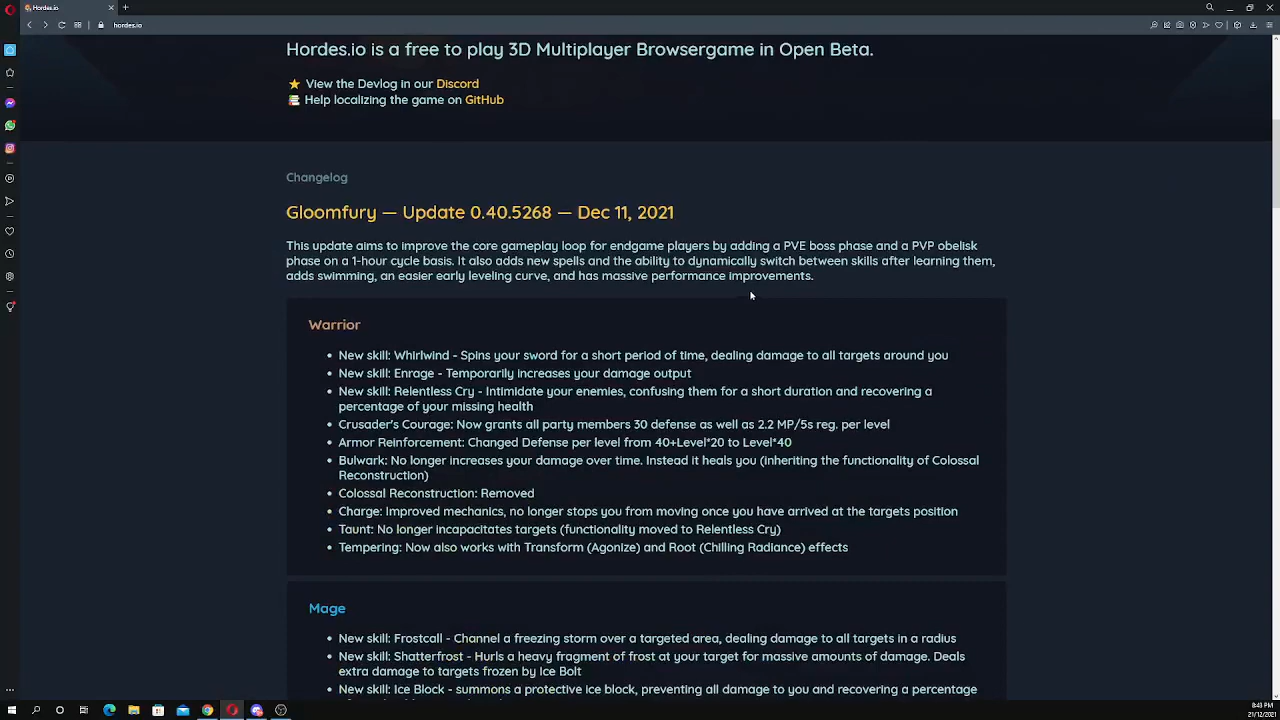 Hordes.io
hordes.io
Hordes.io is a free to play 3D Multiplayer Browsergame in Open Beta.
View the Devlog in our Discord
Help localizing the game on GitHub
Changelog
Gloomfury — Update 0.40.5268 — Dec 11, 2021
This update aims to improve the core gameplay loop for endgame players by adding a PVE boss phase and a PVP obelisk
phase on a 1-hour cycle basis. It also adds new spells and the ability to dynamically switch between skills after learning them,
adds swimming, an easier early leveling curve, and has massive performance improvements.
Warrior
• New skill: Whirlwind - Spins your sword for a short period of time, dealing damage to all targets around you
• New skill: Enrage - Temporarily increases your damage output
• New skill: Relentless Cry - Intimidate your enemies, confusing them for a short duration and recovering a
percentage of your missing health
• Crusader's Courage: Now grants all party members 30 defense as well as 2.2 MP/5s reg. per level
• Armor Reinforcement: Changed Defense per level from 40+Level*20 to Level*40
• Bulwark: No longer increases your damage over time. Instead it heals you (inheriting the functionality of Colossal
Reconstruction)
• Colossal Reconstruction: Removed
• Charge: Improved mechanics, no longer stops you from moving once you have arrived at the targets position
• Taunt: No longer incapacitates targets (functionality moved to Relentless Cry)
• Tempering: Now also works with Transform (Agonize) and Root (Chilling Radiance) effects
Mage
• New skill: Frostcall - Channel a freezing storm over a targeted area, dealing damage to all targets in a radius
• New skill: Shatterfrost - Hurls a heavy fragment of frost at your target for massive amounts of damage. Deals
extra damage to targets frozen by Ice Bolt
• New skill: Ice Block - summons a protective ice block, preventing all damage to you and recovering a percentage
8:43 PM
21/12/2021